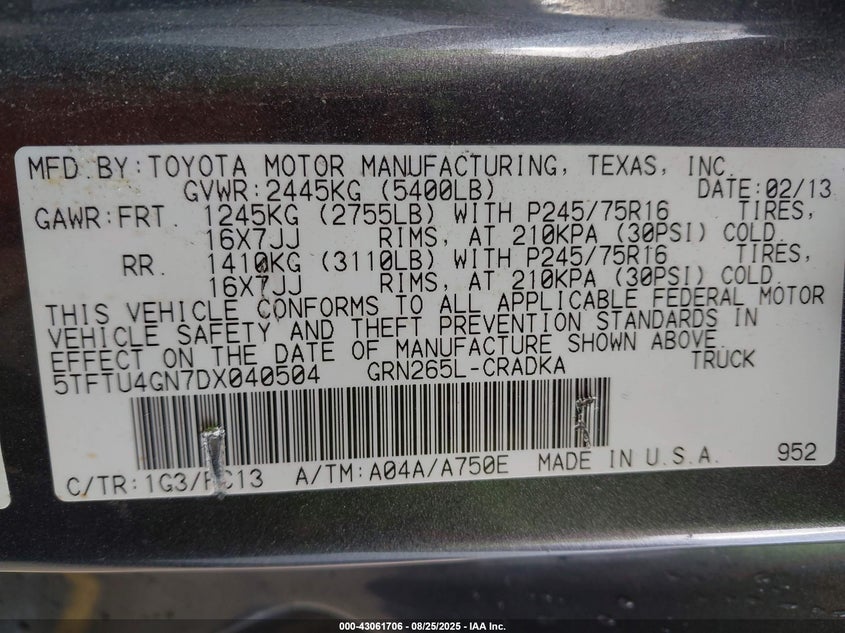 MFD.BY:TOYOTA MOTOR MANUFACTURING, TEXAS, INC.
GVWR:2445KG (5400LB) DATE:02/13
GAWR:FRT. 1245KG (2755LB) WITH P245/75R16 TIRES,
16X7JJ RIMS, AT 210KPA (30PSI) COLD.
RR. 1410KG (3110LB) WITH P245/75R16 TIRES,
16X7JJ RIMS, AT 210KPA (30PSI) COLD.
THIS VEHICLE CONFORMS TO ALL APPLICABLE FEDERAL MOTOR
VEHICLE SAFETY AND THEFT PREVENTION STANDARDS IN
EFFECT ON THE DATE OF MANUFACTURE SHOWN ABOVE.
5TFTU4GN7DX040504 GRN265L-CRADKA TRUCK
C/TR:1G3/FC13 A/TM:A04A/A750E MADE IN U.S.A. 952
000-43061706 - 08/25/2025 - IAA Inc.